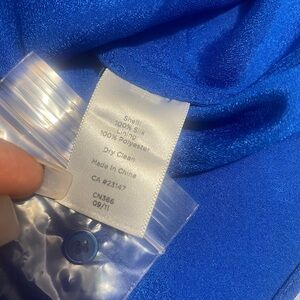 Shell:
100% Silk
Lining:
100% Polyester
Dry Clean
Made In China
CA #23147
CN366
09/11